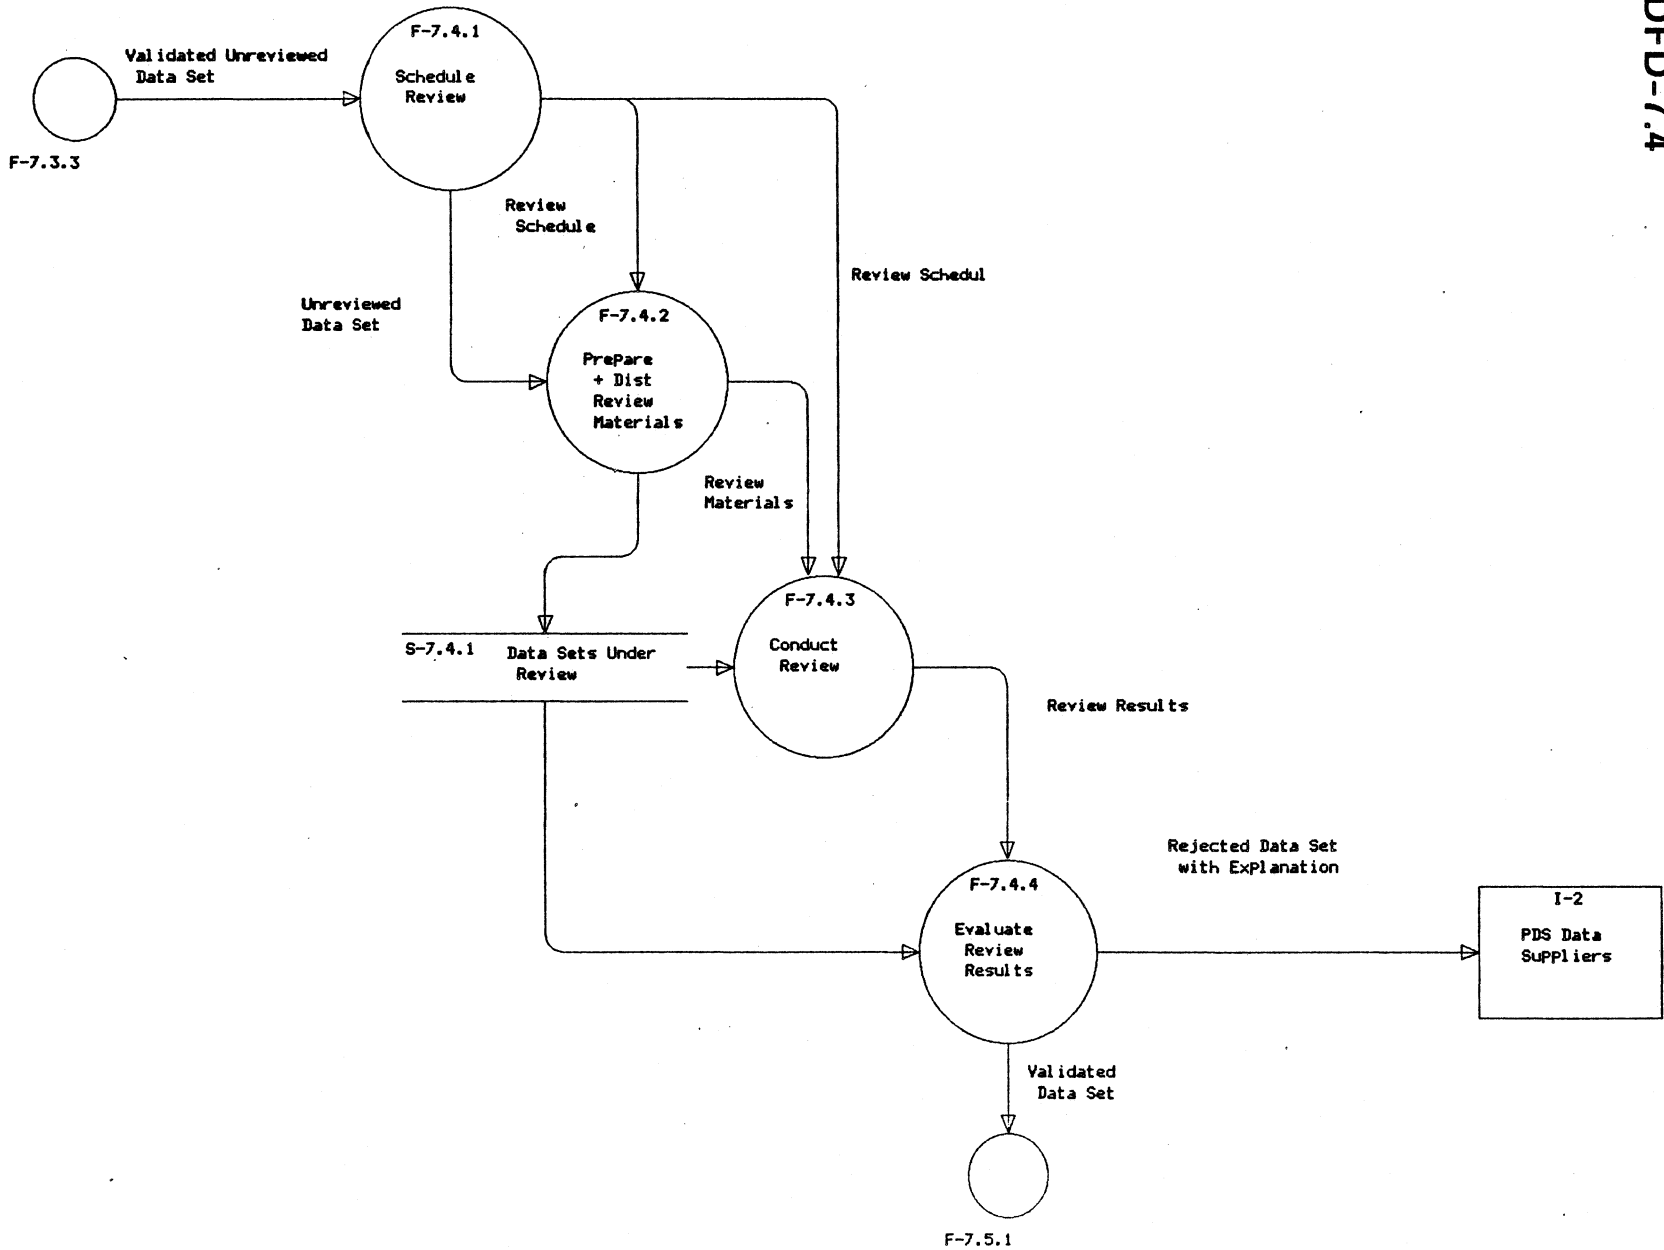 DFD-7.4
F-7.4.1
Schedule
Review
Validated Unreviewed
Data Set
F-7.3.3
Review
Schedule
Review Schedul
Unreviewed
Data Set
F-7.4.2
Prepare
+ Dist
Review
Materials
Review
Materials
F-7.4.3
Conduct
Review
S-7.4.1
Data Sets Under
Review
Review Results
Rejected Data Set
with Explanation
F-7.4.4
Evaluate
Review
Results
I-2
PDS Data
Suppliers
Validated
Data Set
F-7.5.1